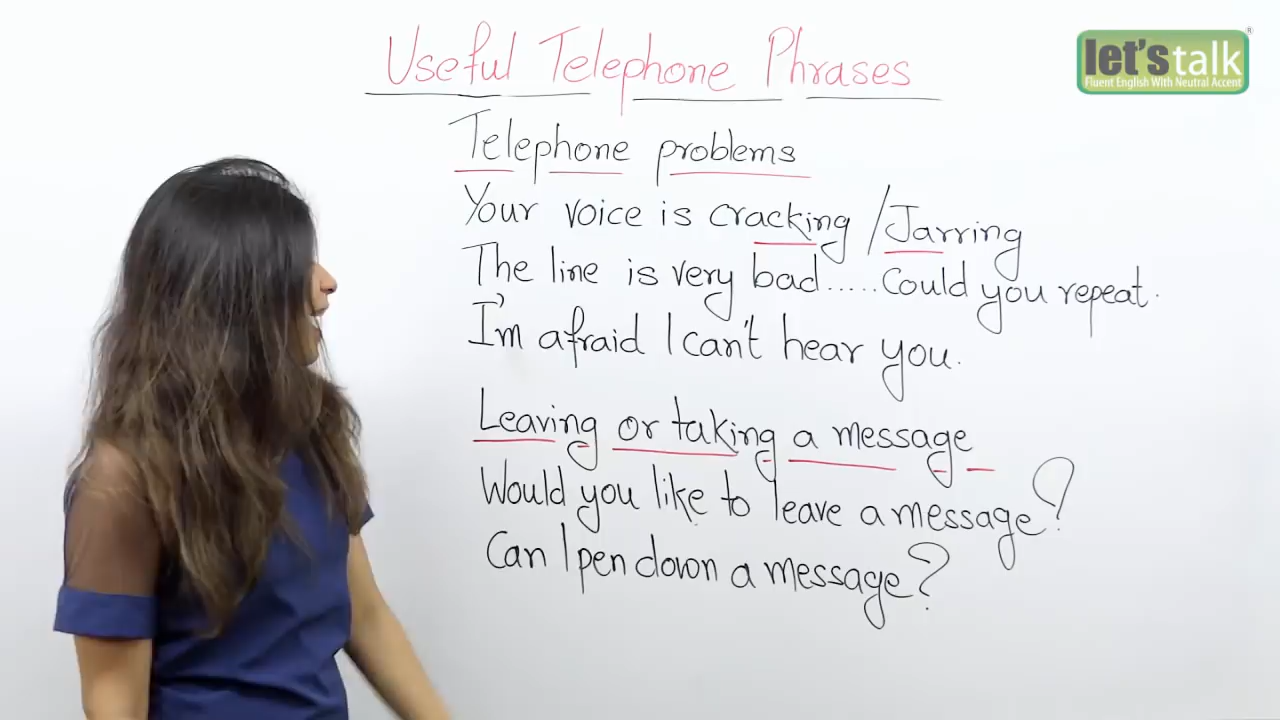 Useful Telephone Phrases
let's talk
®
Fluent English With Neutral Accent
Telephone problems
Your voice is cracking / Jarring
The line is very bad.....Could you repeat.
I'm afraid I can't hear you.
Leaving or taking a message
Would you like to leave a message?
Can I pen down a message?